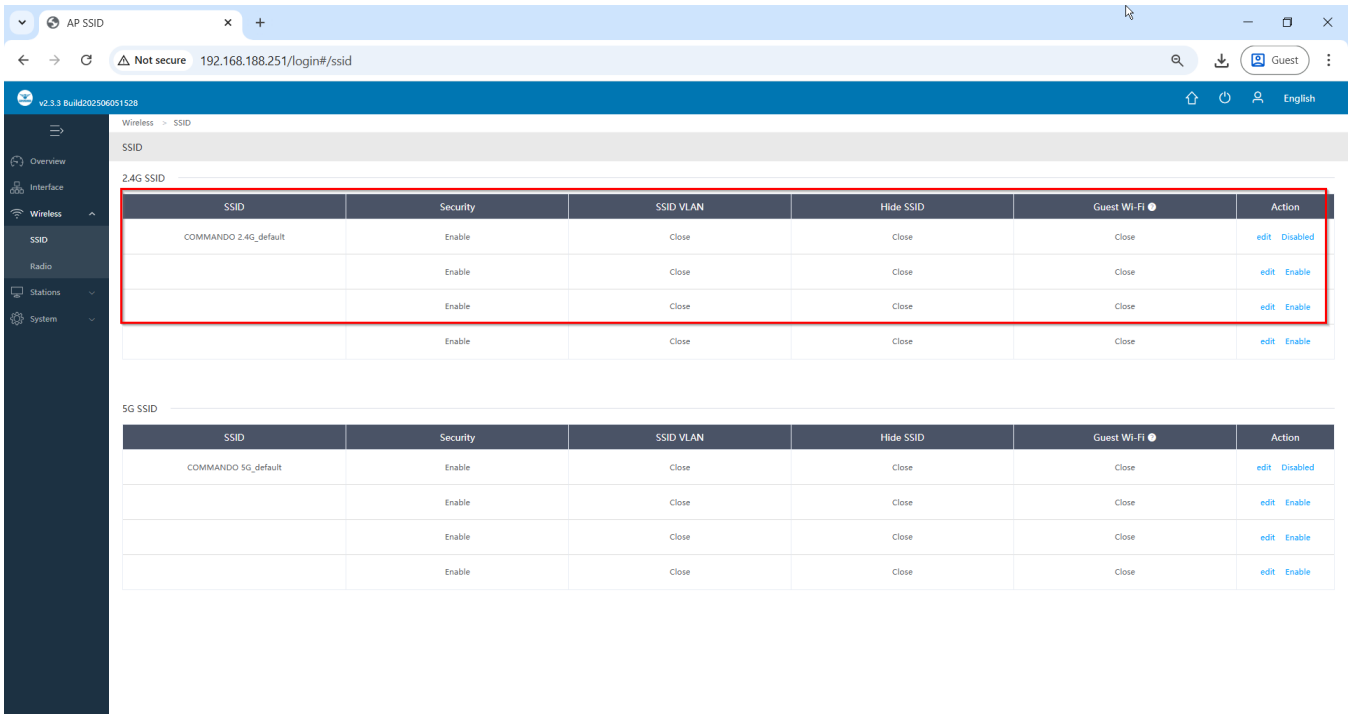 AP SSID
Not secure 192.168.188.251/login#/ssid Guest
v2.3.3 Build202506051528 English
Wireless > SSID
SSID
Overview
Interface
Wireless
SSID
Radio
Stations
System
2.4G SSID
SSID Security SSID VLAN Hide SSID Guest Wi-Fi Action
COMMANDO 2.4G_default Enable Close Close Close edit Disabled
Enable Close Close Close edit Enable
Enable Close Close Close edit Enable
Enable Close Close Close edit Enable
5G SSID
SSID Security SSID VLAN Hide SSID Guest Wi-Fi Action
COMMANDO 5G_default Enable Close Close Close edit Disabled
Enable Close Close Close edit Enable
Enable Close Close Close edit Enable
Enable Close Close Close edit Enable